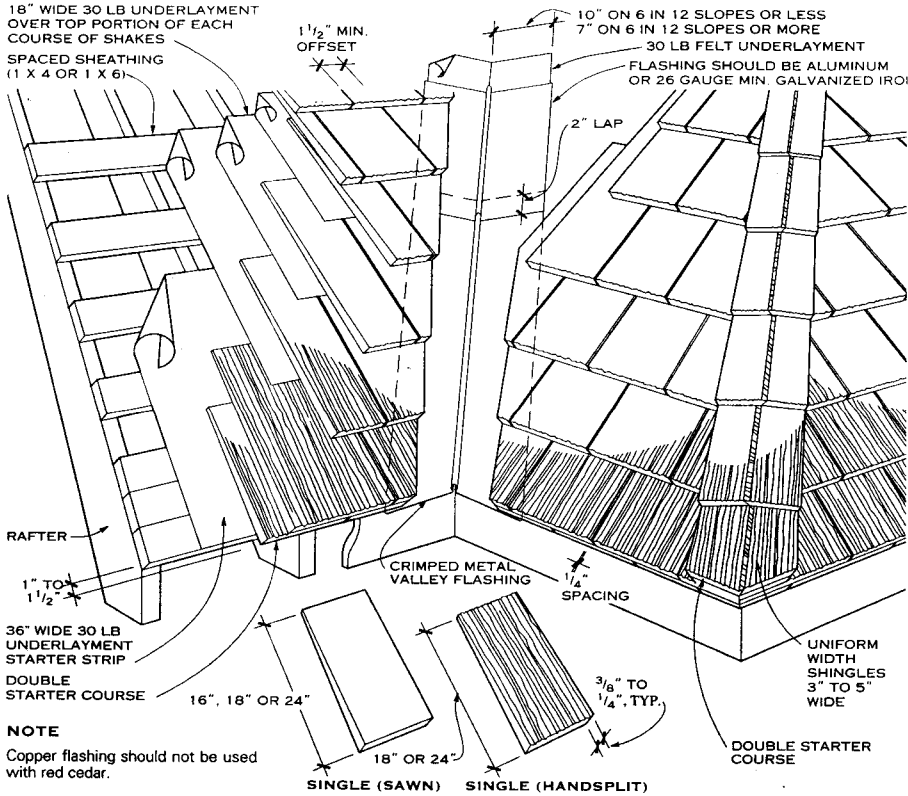 18" WIDE 30 LB UNDERLAYMENT
OVER TOP PORTION OF EACH
COURSE OF SHAKES
SPACED SHEATHING
(1 X 4 OR 1 X 6)
1 1/2" MIN.
OFFSET
10" ON 6 IN 12 SLOPES OR LESS
7" ON 6 IN 12 SLOPES OR MORE
30 LB FELT UNDERLAYMENT
FLASHING SHOULD BE ALUMINUM
OR 26 GAUGE MIN. GALVANIZED IRO
2" LAP
RAFTER
1" TO
1 1/2"
36" WIDE 30 LB
UNDERLAYMENT
STARTER STRIP
DOUBLE
STARTER COURSE
CRIMPED METAL
VALLEY FLASHING
1/4"
SPACING
UNIFORM
WIDTH
SHINGLES
3" TO 5"
WIDE
DOUBLE STARTER
COURSE
16", 18" OR 24"
18" OR 24"
3/8" TO
1/4", TYP.
NOTE
Copper flashing should not be used
with red cedar.
SINGLE (SAWN)
SINGLE (HANDSPLIT)